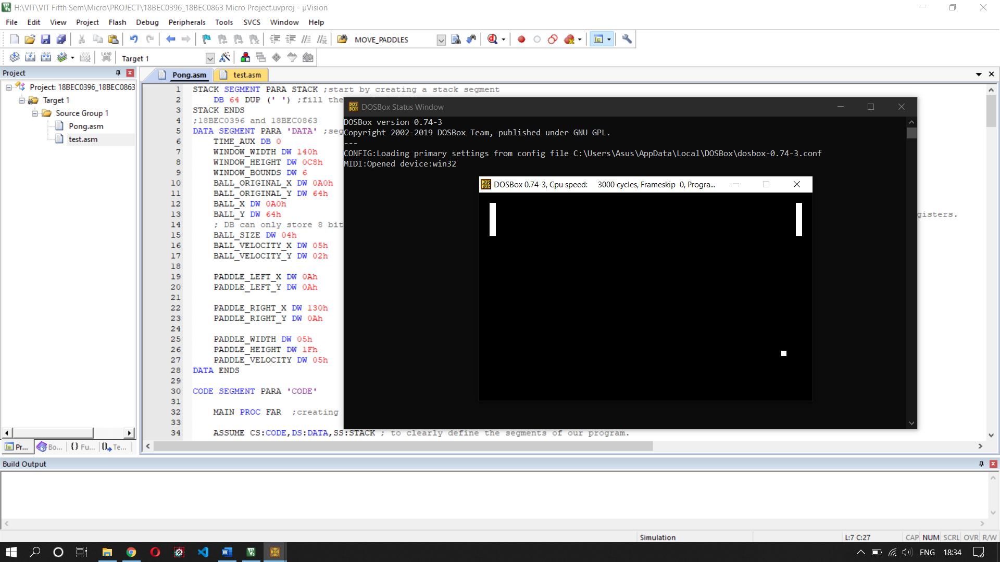 H:\VIT\VIT Fifth Sem\Micro\PROJECT\18BEC0396_18BEC0863 Micro Project.uvproj - µVision
File Edit View Project Flash Debug Peripherals Tools SVCS Window Help
MOVE_PADDLES
LOAD
Target 1
Project
Project: 18BEC0396_18BEC0863
Target 1
Source Group 1
Pong.asm
test.asm
Pr... Bo... {} Fu... Te...
Pong.asm test.asm
1 STACK SEGMENT PARA STACK ;start by creating a stack segment
2 DB 64 DUP (' ') ;fill the
3 STACK ENDS
4 ;18BEC0396 and 18BEC0863
5 DATA SEGMENT PARA 'DATA' ;seg
6 TIME_AUX DB 0
7 WINDOW_WIDTH DW 140h
8 WINDOW_HEIGHT DW 0C8h
9 WINDOW_BOUNDS DW 6
10 BALL_ORIGINAL_X DW 0A0h
11 BALL_ORIGINAL_Y DW 64h
12 BALL_X DW 0A0h
13 BALL_Y DW 64h gisters.
14 ; DB can only store 8 bit
15 BALL_SIZE DW 04h
16 BALL_VELOCITY_X DW 05h
17 BALL_VELOCITY_Y DW 02h
18
19 PADDLE_LEFT_X DW 0Ah
20 PADDLE_LEFT_Y DW 0Ah
21
22 PADDLE_RIGHT_X DW 130h
23 PADDLE_RIGHT_Y DW 0Ah
24
25 PADDLE_WIDTH DW 05h
26 PADDLE_HEIGHT DW 1Fh
27 PADDLE_VELOCITY DW 05h
28 DATA ENDS
29
30 CODE SEGMENT PARA 'CODE'
31
32 MAIN PROC FAR ;creating
33
34 ASSUME CS:CODE,DS:DATA,SS:STACK ; to clearly define the segments of our program.
DOSBox Status Window
DOSBox version 0.74-3
Copyright 2002-2019 DOSBox Team, published under GNU GPL.
---
CONFIG:Loading primary settings from config file C:\Users\Asus\AppData\Local\DOSBox\dosbox-0.74-3.conf
MIDI:Opened device:win32
DOSBox 0.74-3, Cpu speed: 3000 cycles, Frameskip 0, Progra...
Build Output
Simulation L:7 C:27 CAP NUM SCRL OVR R/W
ENG 18:34